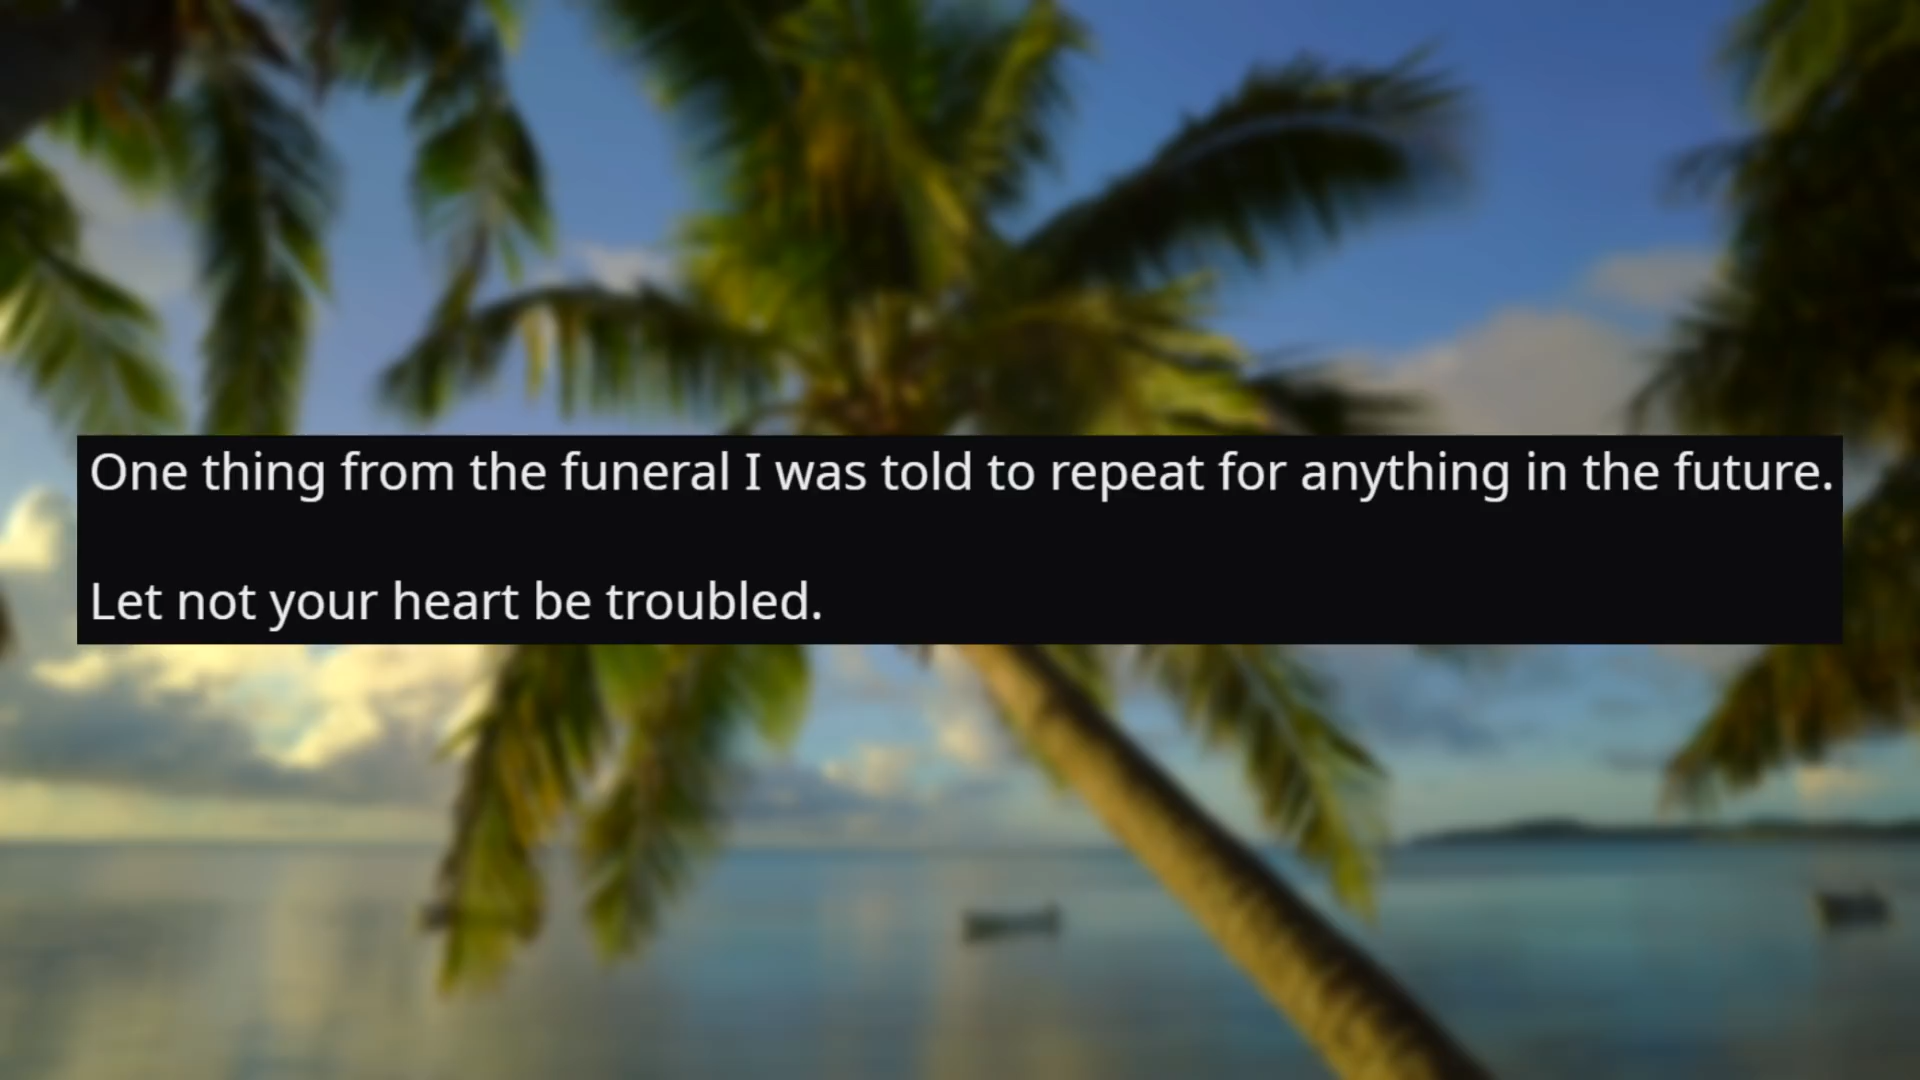 One thing from the funeral I was told to repeat for anything in the future.
Let not your heart be troubled.